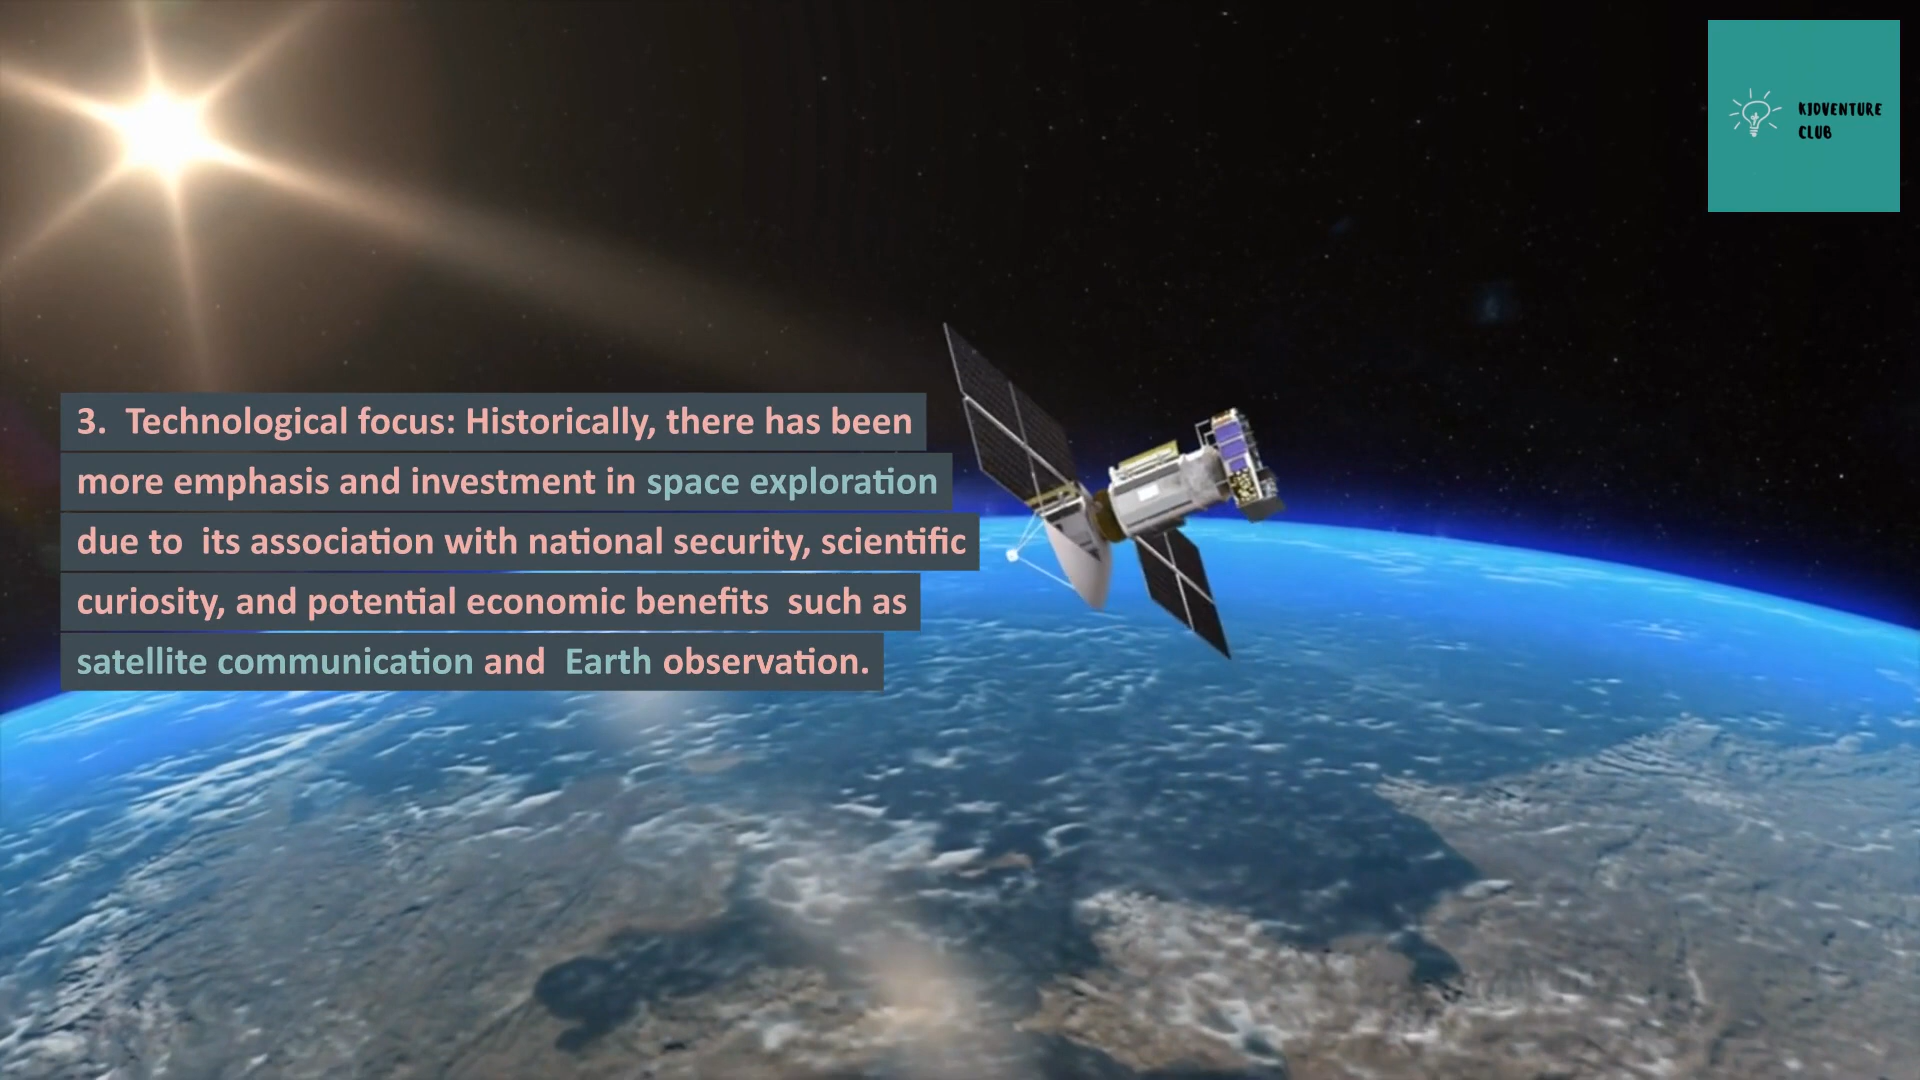 KIDVENTURE
CLUB
3.  Technological focus: Historically, there has been
more emphasis and investment in space exploration
due to  its association with national security, scientific
curiosity, and potential economic benefits  such as
satellite communication and  Earth observation.